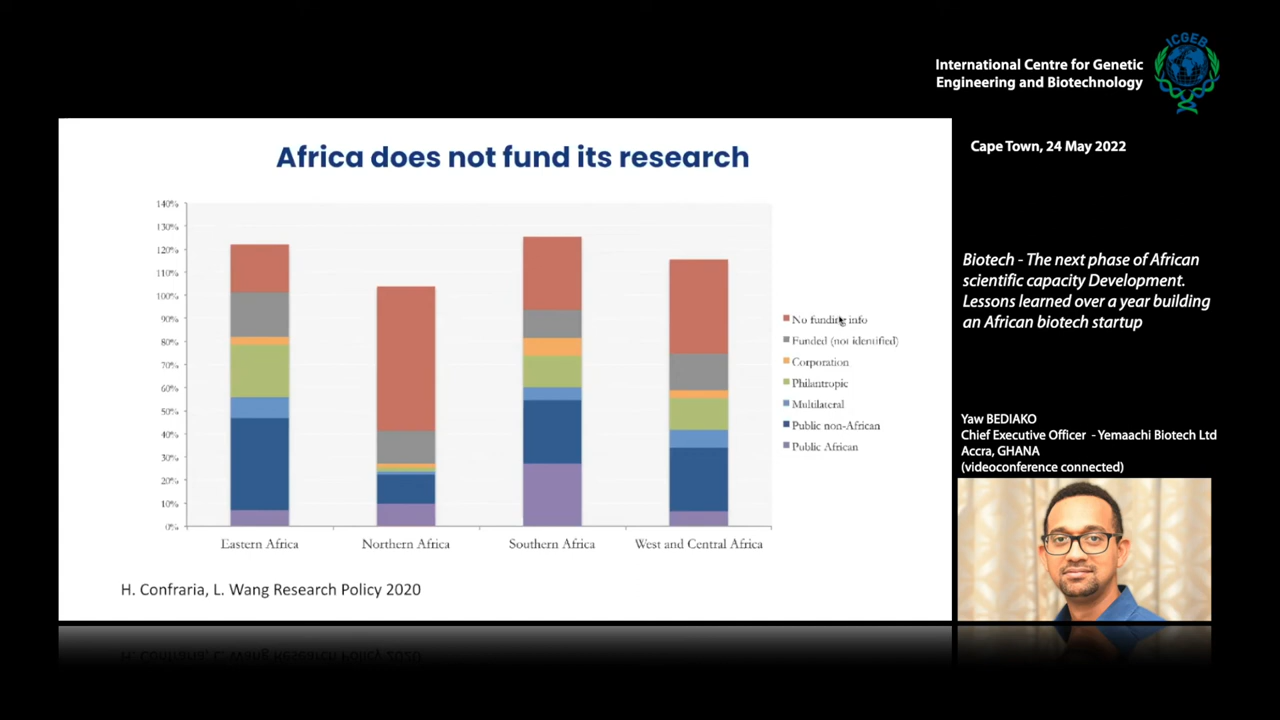 ICGEB
International Centre for Genetic
Engineering and Biotechnology
Africa does not fund its research
Cape Town, 24 May 2022
140%
130%
120%
110%
100%
90%
80%
70%
60%
50%
40%
30%
20%
10%
0%
No funding info
Funded (not identified)
Corporation
Philantropic
Multilateral
Public non-African
Public African
Eastern Africa
Northern Africa
Southern Africa
West and Central Africa
H. Confraria, L. Wang Research Policy 2020
Biotech - The next phase of African
scientific capacity Development.
Lessons learned over a year building
an African biotech startup
Yaw BEDIAKO
Chief Executive Officer - Yemaachi Biotech Ltd
Accra, GHANA
(videoconference connected)